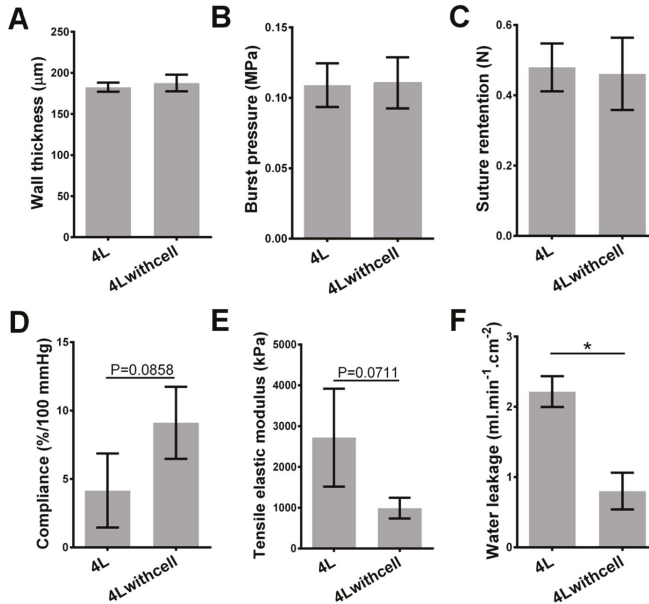 A
Wall thickness (µm)
250
200
150
100
50
0
4L
4Lwithcell
B
Burst pressure (MPa)
0.15
0.10
0.05
0.00
4L
4Lwithcell
C
Suture rentention (N)
0.6
0.4
0.2
0.0
4L
4Lwithcell
D
Compliance (%/100 mmHg)
15
10
5
0
P=0.0858
4L
4Lwithcell
E
Tensile elastic modulus (kPa)
5000
4000
3000
2000
1000
0
P=0.0711
4L
4Lwithcell
F
Water leakage (ml.min⁻¹.cm⁻²)
3
2
1
0
*
4L
4Lwithcell